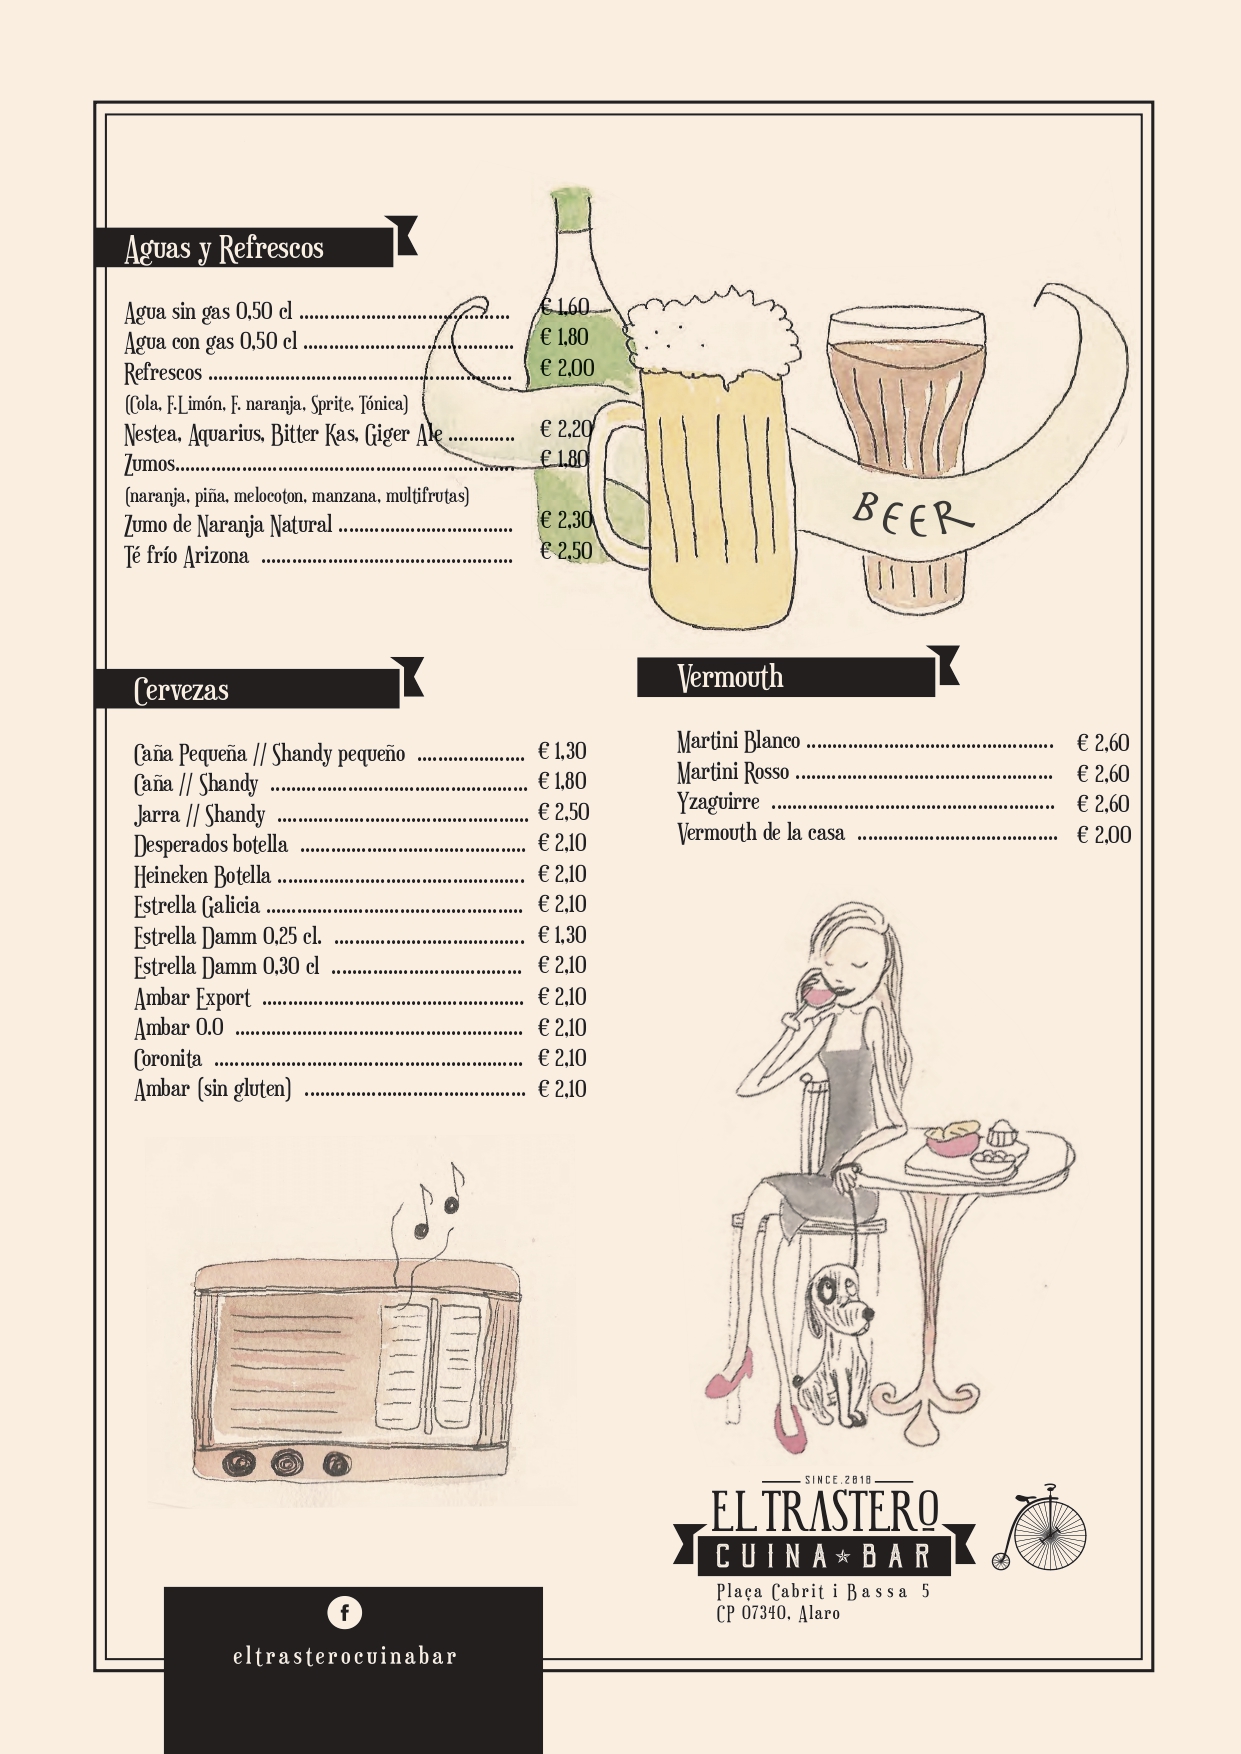 Aguas y Refrescos
Agua sin gas 0,50 cl ........................................ € 1,60
Agua con gas 0,50 cl ........................................ € 1,80
Refrescos ........................................ € 2,00
(Cola, F.Limón, F. naranja, Sprite, Tónica)
Nestea, Aquarius, Bitter Kas, Giger Ale ............. € 2,20
Zumos........................................ € 1,80
(naranja, piña, melocoton, manzana, multifrutas)
Zumo de Naranja Natural ........................................ € 2,30
Té frío Arizona ........................................ € 2,50
BEER
Cervezas
Caña Pequeña // Shandy pequeño ..................... € 1,30
Caña // Shandy ........................................ € 1,80
Jarra // Shandy ........................................ € 2,50
Desperados botella ........................................ € 2,10
Heineken Botella ........................................ € 2,10
Estrella Galicia ........................................ € 2,10
Estrella Damm 0,25 cl. ........................................ € 1,30
Estrella Damm 0,30 cl ........................................ € 2,10
Ambar Export ........................................ € 2,10
Ambar 0.0 ........................................ € 2,10
Coronita ........................................ € 2,10
Ambar (sin gluten) ........................................ € 2,10
Vermouth
Martini Blanco ........................................ € 2,60
Martini Rosso ........................................ € 2,60
Yzaguirre ........................................ € 2,60
Vermouth de la casa ........................................ € 2,00
SINCE.2018
EL TRASTERO
CUINA BAR
Plaça Cabrit i Bassa 5
CP 07340, Alaro
f
eltrasterocuinabar